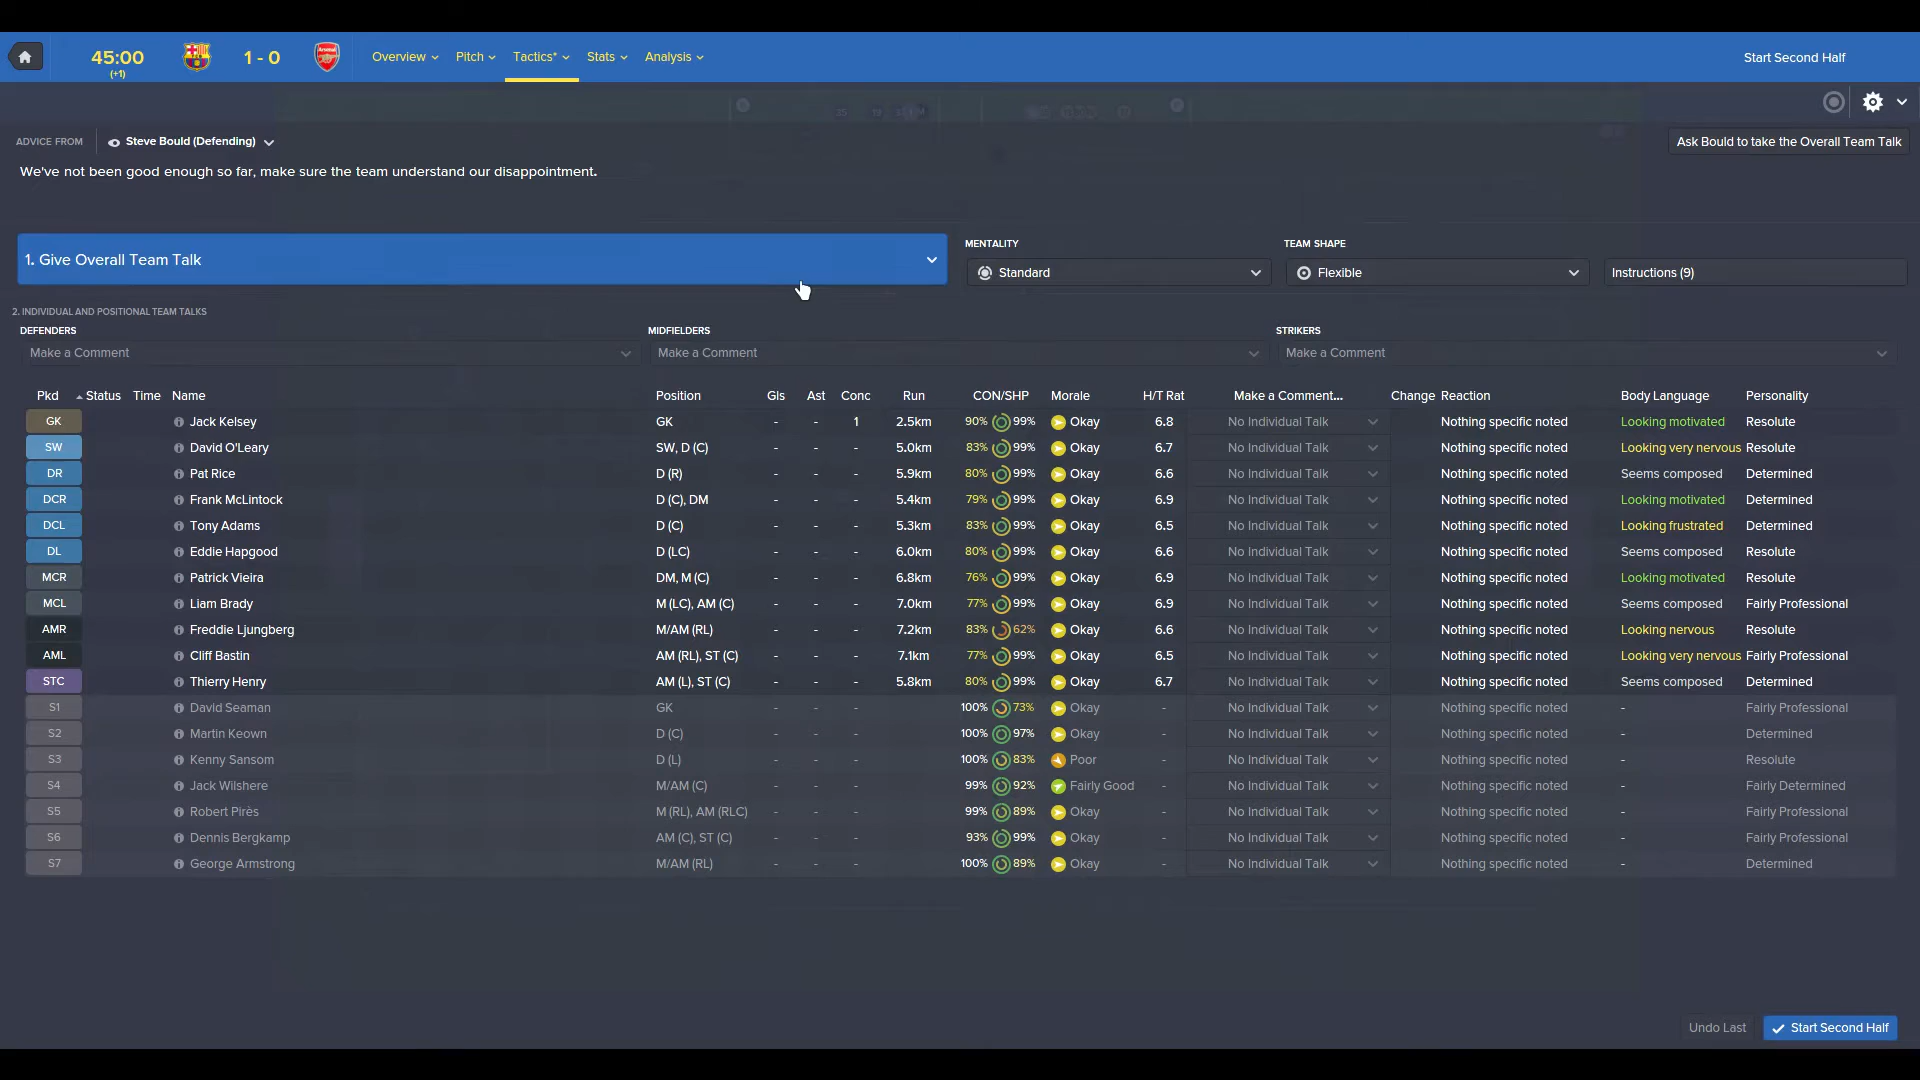 45:00 1 - 0 Overview Pitch Tactics* Stats Analysis Start Second Half
(+1)
ADVICE FROM Steve Bould (Defending) Ask Bould to take the Overall Team Talk
We've not been good enough so far, make sure the team understand our disappointment.
MENTALITY TEAM SHAPE
1. Give Overall Team Talk Standard Flexible Instructions (9)
2. INDIVIDUAL AND POSITIONAL TEAM TALKS
DEFENDERS MIDFIELDERS STRIKERS
Make a Comment Make a Comment Make a Comment
Pkd Status Time Name Position Gls Ast Conc Run CON/SHP Morale H/T Rat Make a Comment... Change Reaction Body Language Personality
GK Jack Kelsey GK - - 1 2.5km 90% 99% Okay 6.8 No Individual Talk Nothing specific noted Looking motivated Resolute
SW David O'Leary SW, D (C) - - - 5.0km 83% 99% Okay 6.7 No Individual Talk Nothing specific noted Looking very nervous Resolute
DR Pat Rice D (R) - - - 5.9km 80% 99% Okay 6.6 No Individual Talk Nothing specific noted Seems composed Determined
DCR Frank McLintock D (C), DM - - - 5.4km 79% 99% Okay 6.9 No Individual Talk Nothing specific noted Looking motivated Determined
DCL Tony Adams D (C) - - - 5.3km 83% 99% Okay 6.5 No Individual Talk Nothing specific noted Looking frustrated Determined
DL Eddie Hapgood D (LC) - - - 6.0km 80% 99% Okay 6.6 No Individual Talk Nothing specific noted Seems composed Resolute
MCR Patrick Vieira DM, M (C) - - - 6.8km 76% 99% Okay 6.9 No Individual Talk Nothing specific noted Looking motivated Resolute
MCL Liam Brady M (LC), AM (C) - - - 7.0km 77% 99% Okay 6.9 No Individual Talk Nothing specific noted Seems composed Fairly Professional
AMR Freddie Ljungberg M/AM (RL) - - - 7.2km 83% 62% Okay 6.6 No Individual Talk Nothing specific noted Looking nervous Resolute
AML Cliff Bastin AM (RL), ST (C) - - - 7.1km 77% 99% Okay 6.5 No Individual Talk Nothing specific noted Looking very nervous Fairly Professional
STC Thierry Henry AM (L), ST (C) - - - 5.8km 80% 99% Okay 6.7 No Individual Talk Nothing specific noted Seems composed Determined
S1 David Seaman GK - - - 100% 73% Okay - No Individual Talk Nothing specific noted - Fairly Professional
S2 Martin Keown D (C) - - - 100% 97% Okay - No Individual Talk Nothing specific noted - Determined
S3 Kenny Sansom D (L) - - - 100% 83% Poor - No Individual Talk Nothing specific noted - Resolute
S4 Jack Wilshere M/AM (C) - - - 99% 92% Fairly Good - No Individual Talk Nothing specific noted - Fairly Determined
S5 Robert Pirès M (RL), AM (RLC) - - - 99% 89% Okay - No Individual Talk Nothing specific noted - Fairly Professional
S6 Dennis Bergkamp AM (C), ST (C) - - - 93% 99% Okay - No Individual Talk Nothing specific noted - Fairly Professional
S7 George Armstrong M/AM (RL) - - - 100% 89% Okay - No Individual Talk Nothing specific noted - Determined
Undo Last Start Second Half